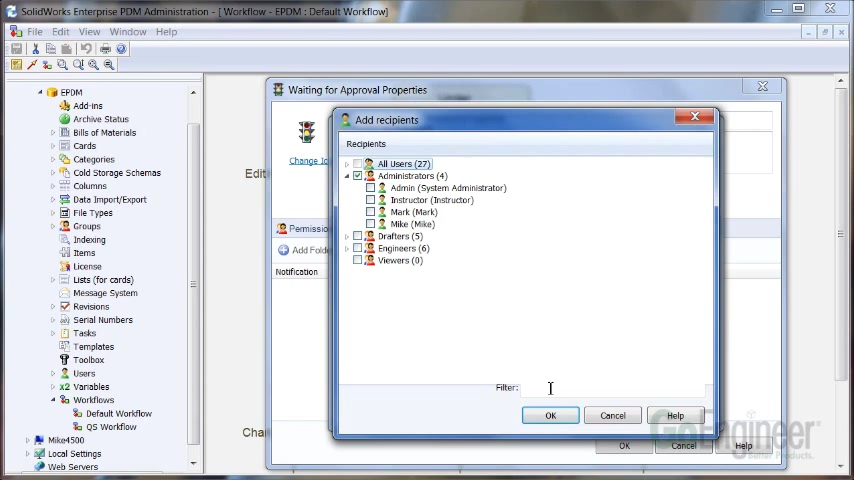 SolidWorks Enterprise PDM Administration - [ Workflow - EPDM : Default Workflow]
File Edit View Window Help
EPDM
Add-ins
Archive Status
Bills of Materials
Cards
Categories
Cold Storage Schemas
Columns
Data Import/Export
File Types
Groups
Indexing
Items
License
Lists (for cards)
Message System
Revisions
Serial Numbers
Tasks
Templates
Toolbox
Users
Variables
Workflows
Default Workflow
QS Workflow
Mike4500
Local Settings
Web Servers
Under
Edit
Cha
Waiting for Approval Properties
Change Ic
Permissio
Add Folde
Notification
OK Cancel Help
Add recipients
Recipients
All Users (27)
Administrators (4)
Admin (System Administrator)
Instructor (Instructor)
Mark (Mark)
Mike (Mike)
Drafters (5)
Engineers (6)
Viewers (0)
Filter:
OK Cancel Help
GoEngineer
Better Products.